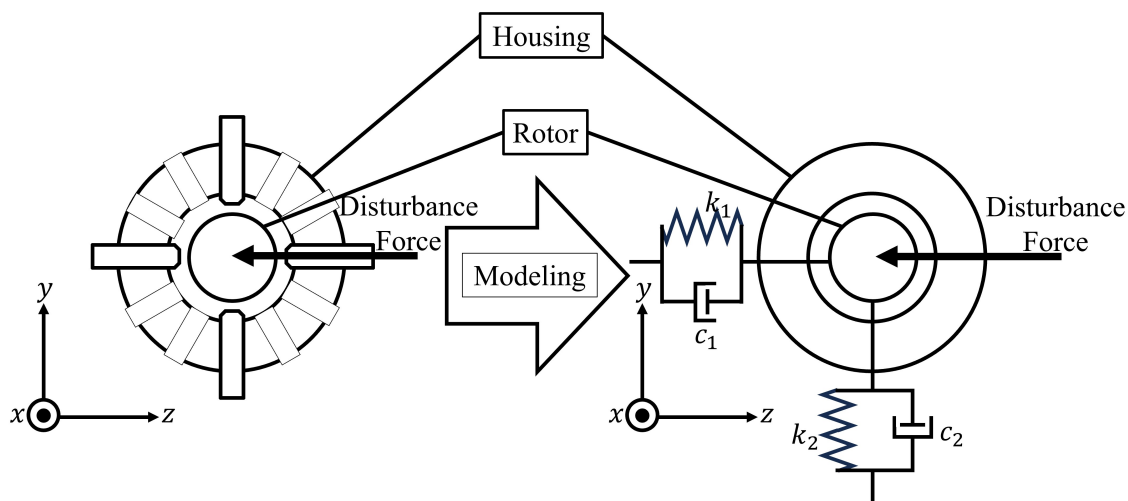 Housing
Rotor
Disturbance
Force
Modeling
y
x
z
k₁
c₁
y
x
z
Disturbance
Force
k₂
c₂